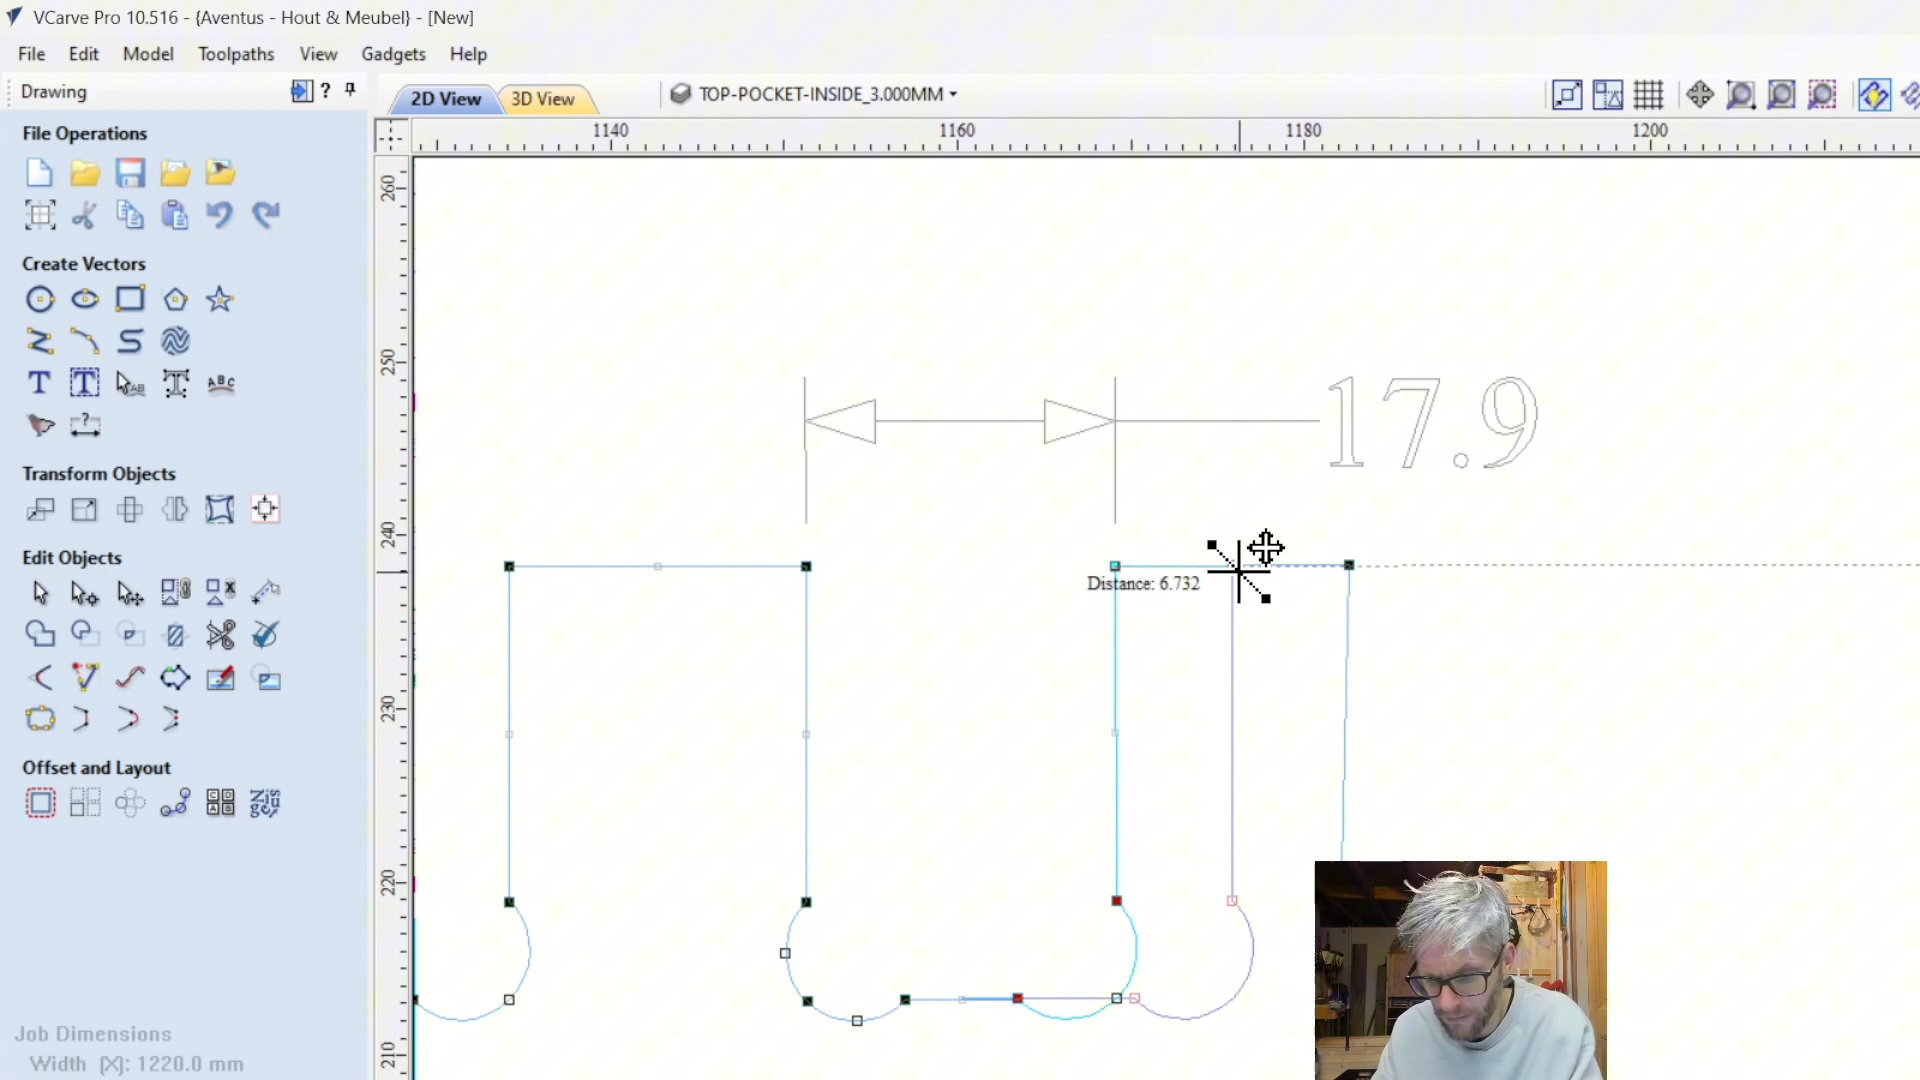 VCarve Pro 10.516 - {Aventus - Hout & Meubel} - [New]
File Edit Model Toolpaths View Gadgets Help
Drawing ?
2D View 3D View TOP-POCKET-INSIDE_3.000MM
File Operations
1140 1160 1180 1200
260
Create Vectors
250
17.9
T T T ABC
Transform Objects
240
Edit Objects
Distance: 6.732
230
Offset and Layout
220
210
Job Dimensions
Width (X): 1220.0 mm